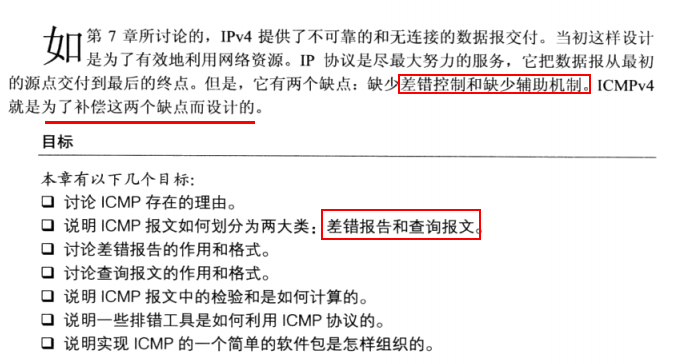 如第 7 章所讨论的，IPv4 提供了不可靠的和无连接的数据报交付。当初这样设计
是为了有效地利用网络资源。IP 协议是尽最大努力的服务，它把数据报从最初
的源点交付到最后的终点。但是，它有两个缺点：缺少差错控制和缺少辅助机制。ICMPv4
就是为了补偿这两个缺点而设计的。
目标
本章有以下几个目标：
❑ 讨论 ICMP 存在的理由。
❑ 说明 ICMP 报文如何划分为两大类：差错报告和查询报文。
❑ 讨论差错报告的作用和格式。
❑ 讨论查询报文的作用和格式。
❑ 说明 ICMP 报文中的检验和是如何计算的。
❑ 说明一些排错工具是如何利用 ICMP 协议的。
❑ 说明实现 ICMP 的一个简单的软件包是怎样组织的。